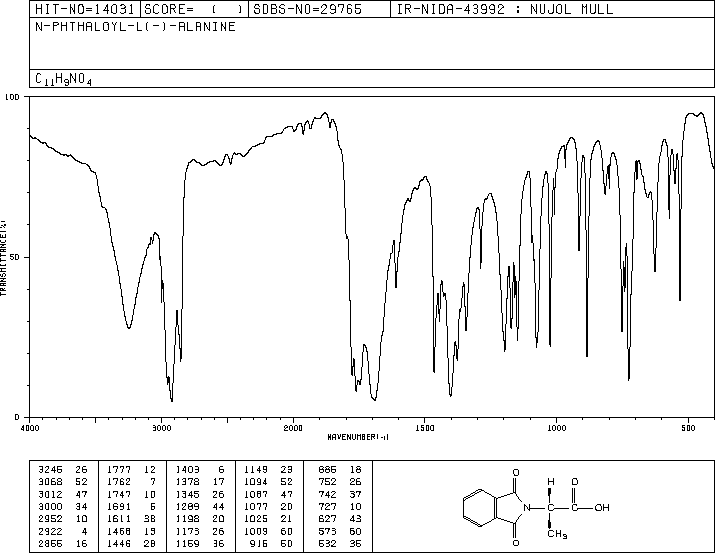 HIT-NO=14031 SCORE= ( ) SDBS-NO=29765 IR-NIDA-43992 : NUJOL MULL
N-PHTHALOYL-L(-)-ALANINE
C11H9NO4
100
50
0
TRANSMITTANCE(%)
4000 3000 2000 1500 1000 500
WAVENUMBER(-1)
3245 26 1777 12 1403 6 1149 23 885 18
3068 52 1762 7 1378 17 1094 52 752 26
3012 47 1747 10 1345 26 1087 47 742 37
3000 34 1691 5 1289 44 1077 20 727 10
2952 10 1611 38 1198 20 1025 21 627 43
2922 4 1468 13 1175 26 1009 60 573 60
2855 16 1446 28 1159 36 915 50 532 35
O
H O
N C C OH
O
CH3